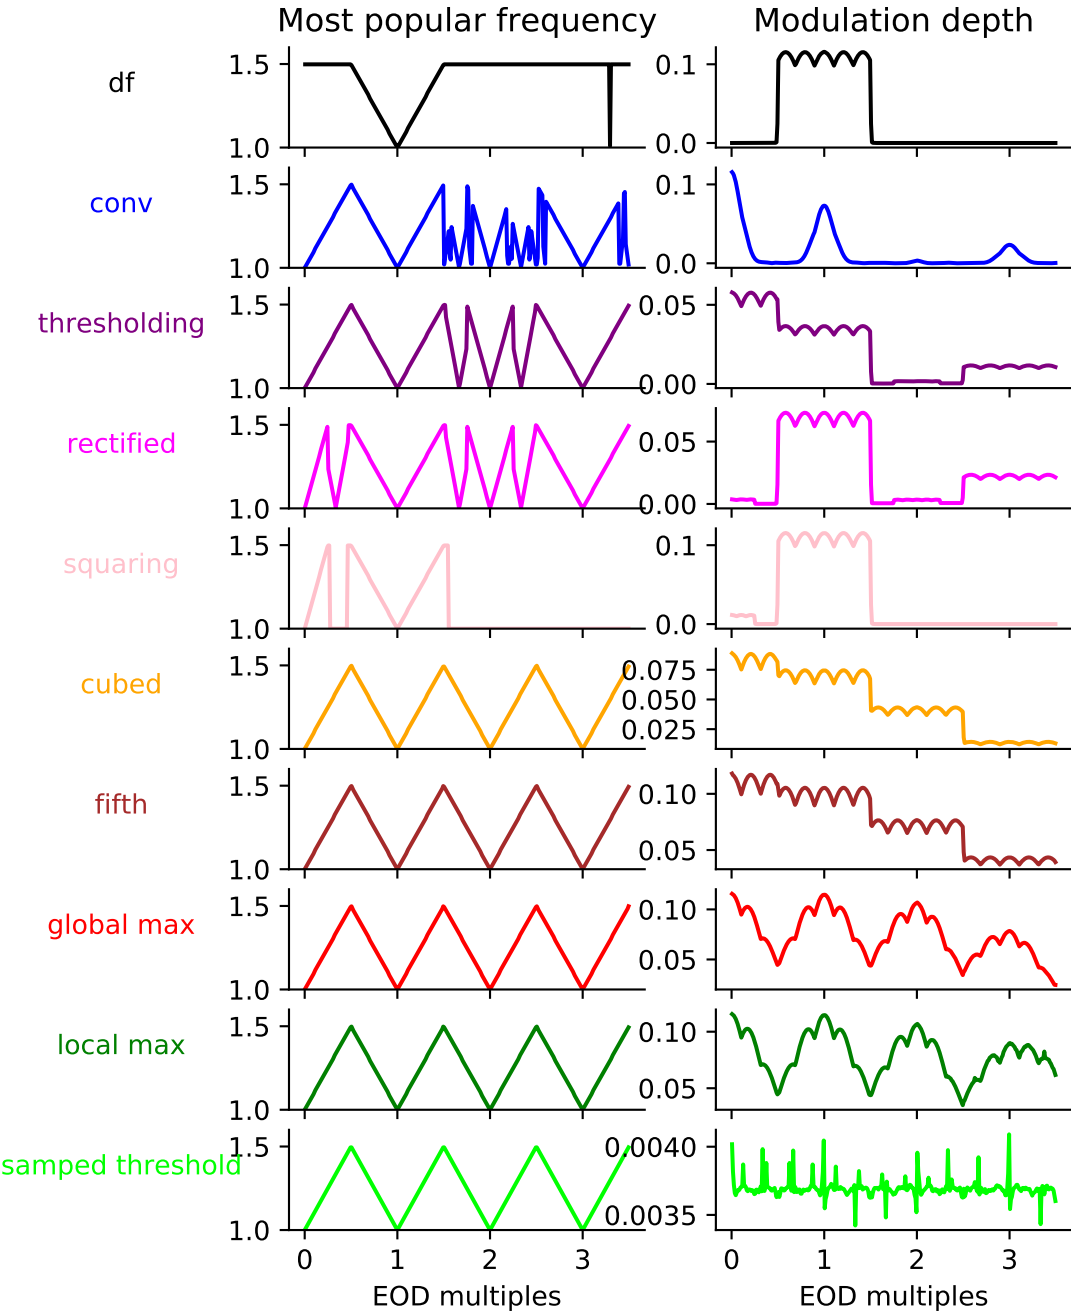 Most popular frequency Modulation depth
df 1.5 1.0 0.1 0.0
conv 1.5 1.0 0.1 0.0
thresholding 1.5 1.0 0.05 0.00
rectified 1.5 1.0 0.05 0.00
squaring 1.5 1.0 0.1 0.0
cubed 1.5 1.0 0.075 0.050 0.025
fifth 1.5 1.0 0.10 0.05
global max 1.5 1.0 0.10 0.05
local max 1.5 1.0 0.10 0.05
samped threshold 1.5 1.0 0.0040 0.0035
0 1 2 3 0 1 2 3
EOD multiples EOD multiples